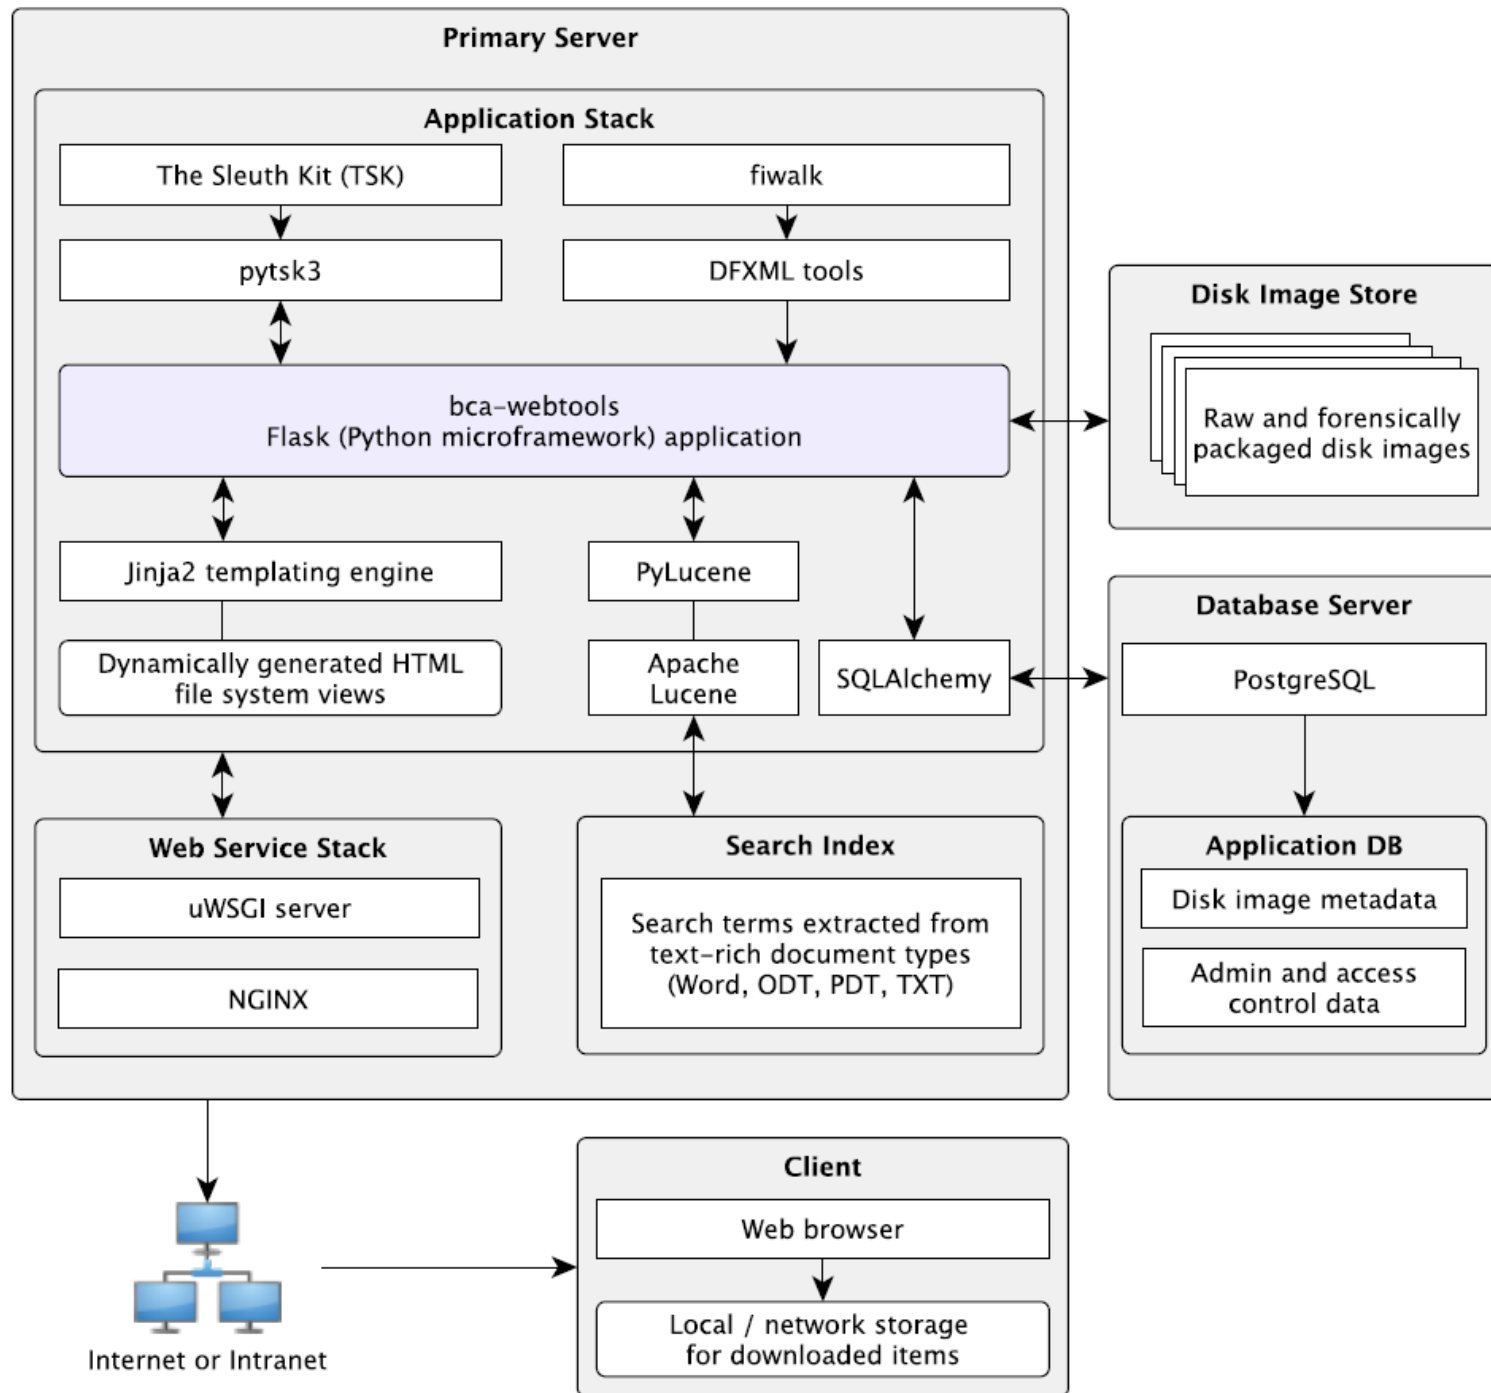 Primary Server
Application Stack
The Sleuth Kit (TSK)
fiwalk
pytsk3
DFXML tools
bca-webtools
Flask (Python microframework) application
Jinja2 templating engine
PyLucene
Dynamically generated HTML
file system views
Apache
Lucene
SQLAlchemy
Web Service Stack
uWSGI server
NGINX
Search Index
Search terms extracted from
text-rich document types
(Word, ODT, PDT, TXT)
Disk Image Store
Raw and forensically
packaged disk images
Database Server
PostgreSQL
Application DB
Disk image metadata
Admin and access
control data
Internet or Intranet
Client
Web browser
Local / network storage
for downloaded items